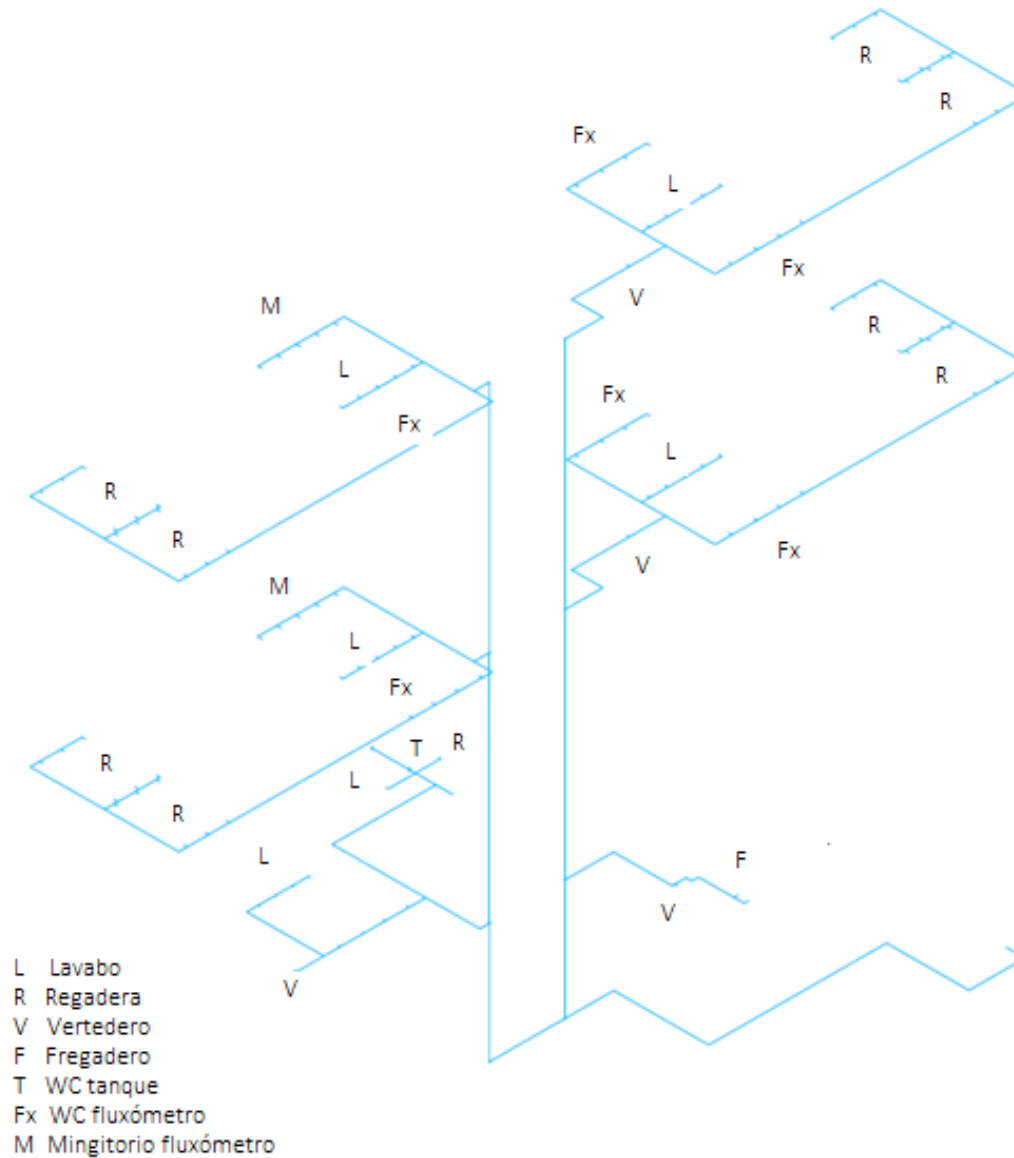 R
R
Fx
L
Fx
V
M
R
L
R
Fx
Fx
L
R
R
V
Fx
M
L
Fx
R
T
R
L
R
L
F
V
V
L Lavabo
R Regadera
V Vertedero
F Fregadero
T WC tanque
Fx WC fluxómetro
M Mingitorio fluxómetro